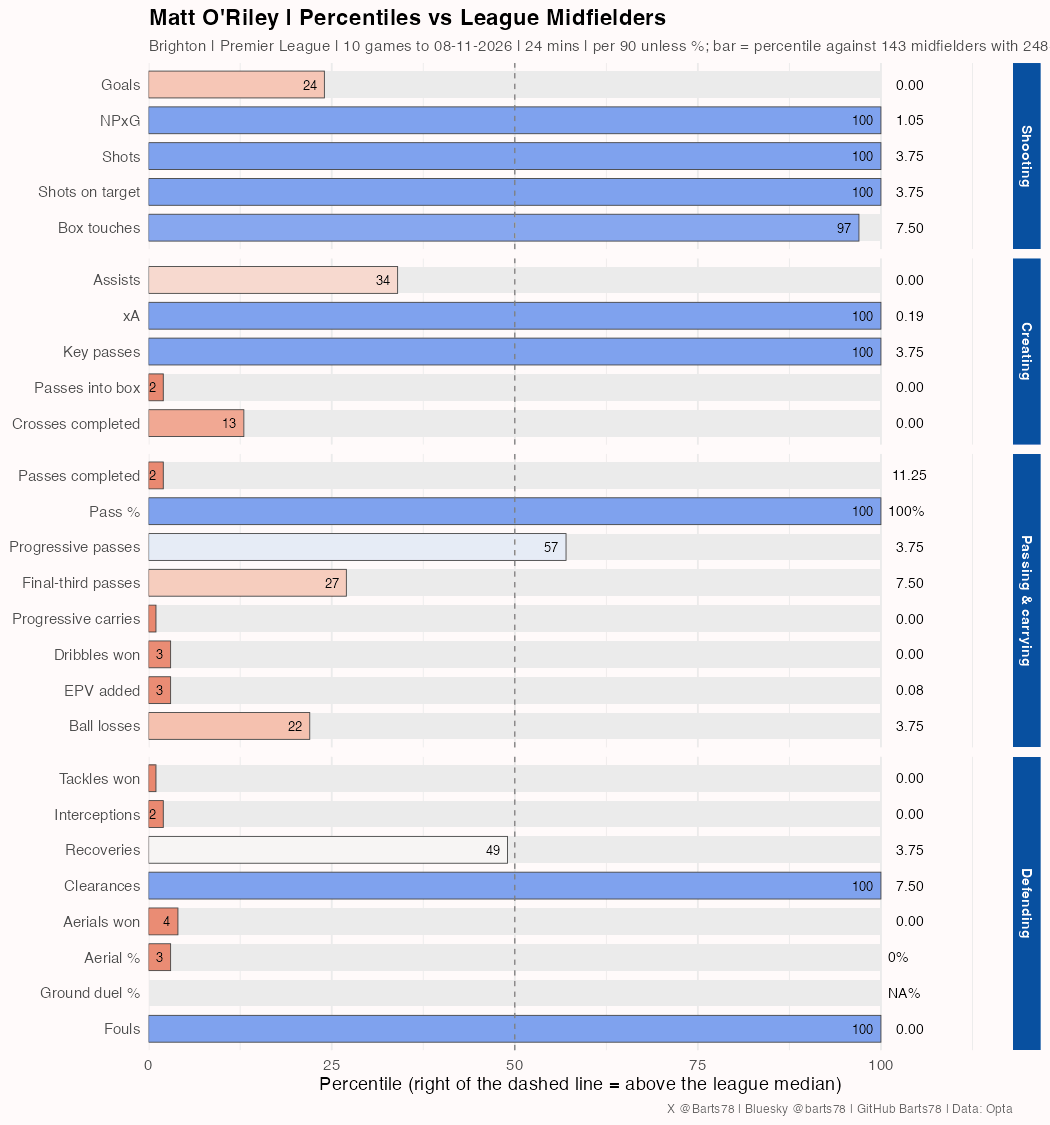 Matt O'Riley | Percentiles vs League Midfielders
Brighton | Premier League | 10 games to 08-11-2026 | 24 mins | per 90 unless %; bar = percentile against 143 midfielders with 248
Goals 24 0.00
NPxG 100 1.05
Shots 100 3.75
Shots on target 100 3.75
Box touches 97 7.50
Shooting
Assists 34 0.00
xA 100 0.19
Key passes 100 3.75
Passes into box 2 0.00
Crosses completed 13 0.00
Creating
Passes completed 2 11.25
Pass % 100 100%
Progressive passes 57 3.75
Final-third passes 27 7.50
Progressive carries 0.00
Dribbles won 3 0.00
EPV added 3 0.08
Ball losses 22 3.75
Passing & carrying
Tackles won 0.00
Interceptions 2 0.00
Recoveries 49 3.75
Clearances 100 7.50
Aerials won 4 0.00
Aerial % 3 0%
Ground duel % NA%
Fouls 100 0.00
Defending
0 25 50 75 100
Percentile (right of the dashed line = above the league median)
X @Barts78 | Bluesky @barts78 | GitHub Barts78 | Data: Opta